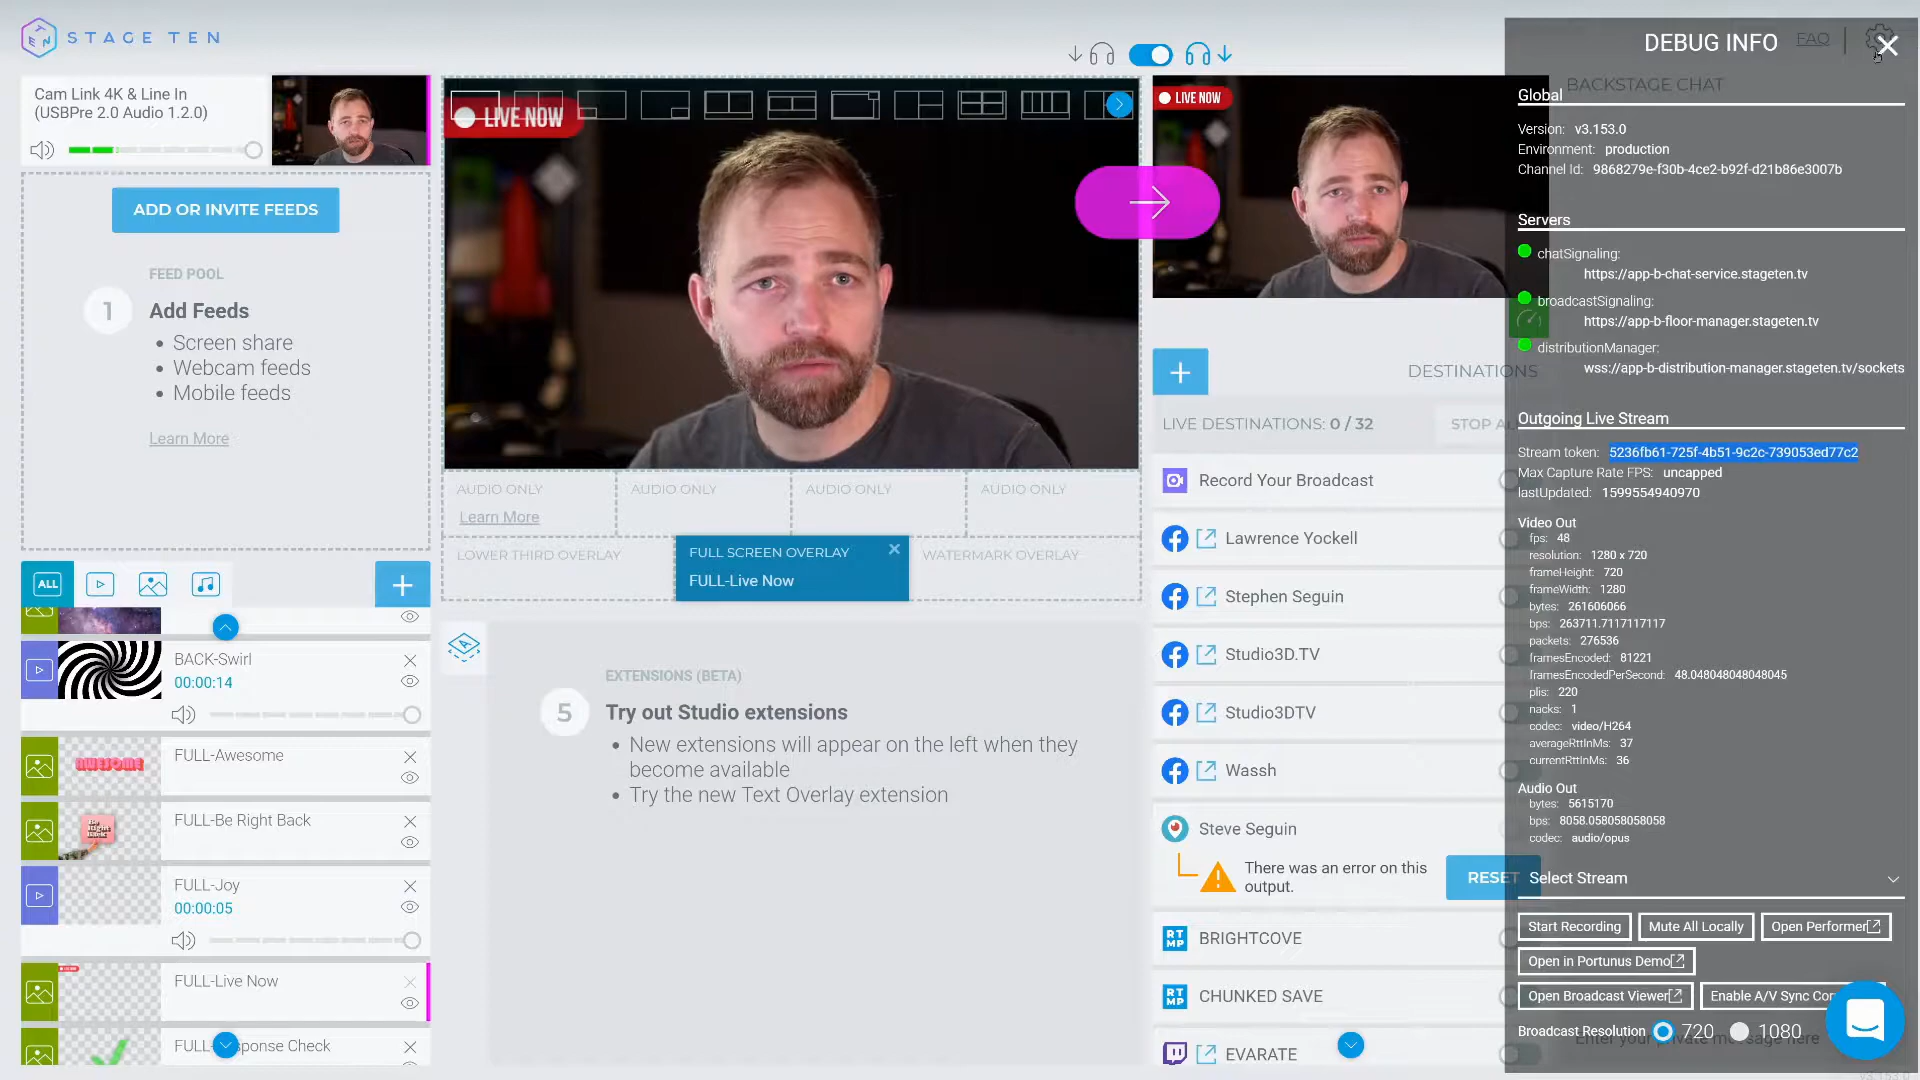 STAGE TEN
DEBUG INFO
FAQ
BACKSTAGE CHAT
Cam Link 4K & Line In
(USBPre 2.0 Audio 1.2.0)
ADD OR INVITE FEEDS
FEED POOL
1
Add Feeds
Screen share
Webcam feeds
Mobile feeds
Learn More
ALL
BACK-Swirl
00:00:14
FULL-Awesome
AWESOME
FULL-Be Right Back
Be
Right
Back
FULL-Joy
00:00:05
FULL-Live Now
LIVE NOW
AUDIO ONLY
AUDIO ONLY
AUDIO ONLY
AUDIO ONLY
Learn More
LOWER THIRD OVERLAY
FULL SCREEN OVERLAY
FULL-Live Now
WATERMARK OVERLAY
EXTENSIONS (BETA)
5
Try out Studio extensions
New extensions will appear on the left when they
become available
Try the new Text Overlay extension
LIVE NOW
DESTINATIONS
LIVE DESTINATIONS: 0 / 32
Record Your Broadcast
Lawrence Yockell
Stephen Seguin
Studio3D.TV
Studio3DTV
Wassh
Steve Seguin
There was an error on this
output.
RESET
RT
MP
BRIGHTCOVE
RT
MP
CHUNKED SAVE
EVARATE
Global
Version: v3.153.0
Environment: production
Channel Id: 9868279e-f30b-4ce2-b92f-d21b86e3007b
Servers
chatSignaling:
https://app-b-chat-service.stageten.tv
broadcastSignaling:
https://app-b-floor-manager.stageten.tv
distributionManager:
wss://app-b-distribution-manager.stageten.tv/sockets
Outgoing Live Stream
Stream token: 5236fb61-725f-4b51-9c2c-739053ed77c2
Max Capture Rate FPS: uncapped
lastUpdated: 1599554940970
Video Out
fps: 48
resolution: 1280 x 720
frameHeight: 720
frameWidth: 1280
bytes: 261606066
bps: 263711.7117117117
packets: 276536
framesEncoded: 81221
framesEncodedPerSecond: 48.048048048048045
plis: 220
nacks: 1
codec: video/H264
averageRttInMs: 37
currentRttInMs: 36
Audio Out
bytes: 5615170
bps: 8058.058058058058
codec: audio/opus
Select Stream
Start Recording
Mute All Locally
Open Performer
Open in Portunus Demo
Open Broadcast Viewer
Enable A/V Sync
Broadcast Resolution 720 1080
v3.153.0